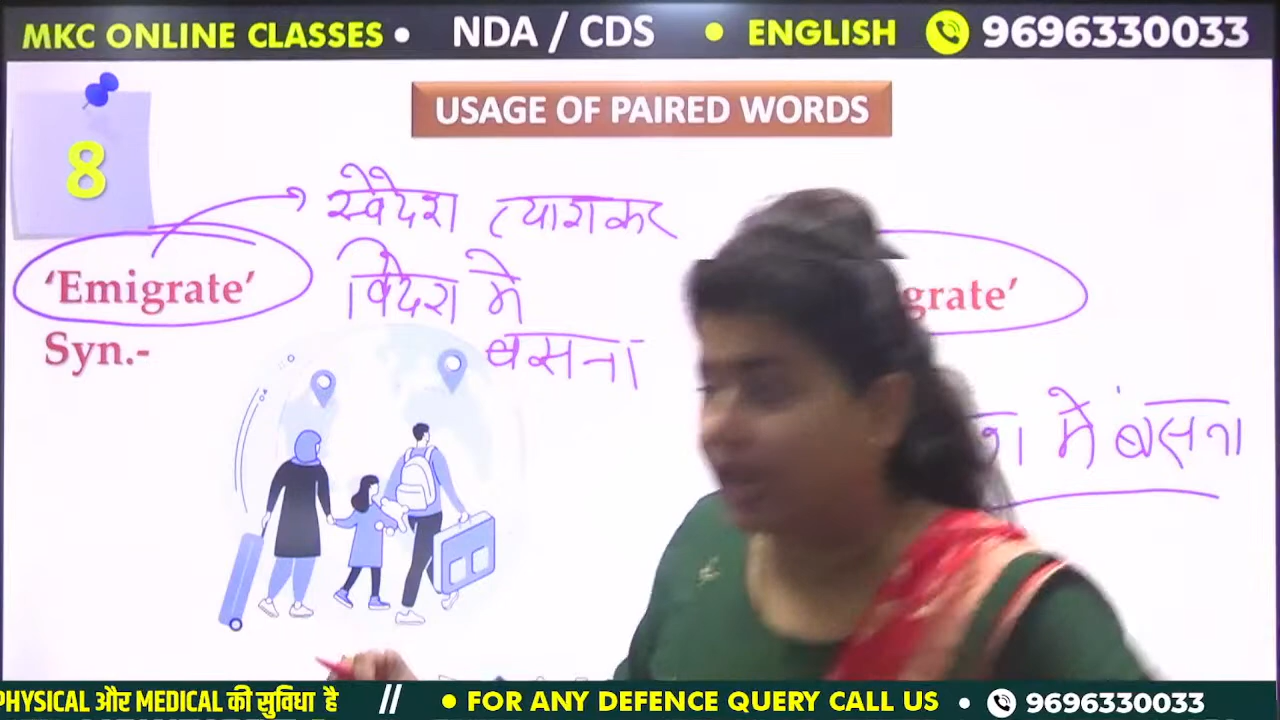 MKC ONLINE CLASSES • NDA / CDS • ENGLISH 9696330033
USAGE OF PAIRED WORDS
8
स्वेदेश त्यागकर
विदेश में
बसना
‘Emigrate’
grate’
Syn.-
में बसना
PHYSICAL और MEDICAL की सुविधा है // • FOR ANY DEFENCE QUERY CALL US • 9696330033